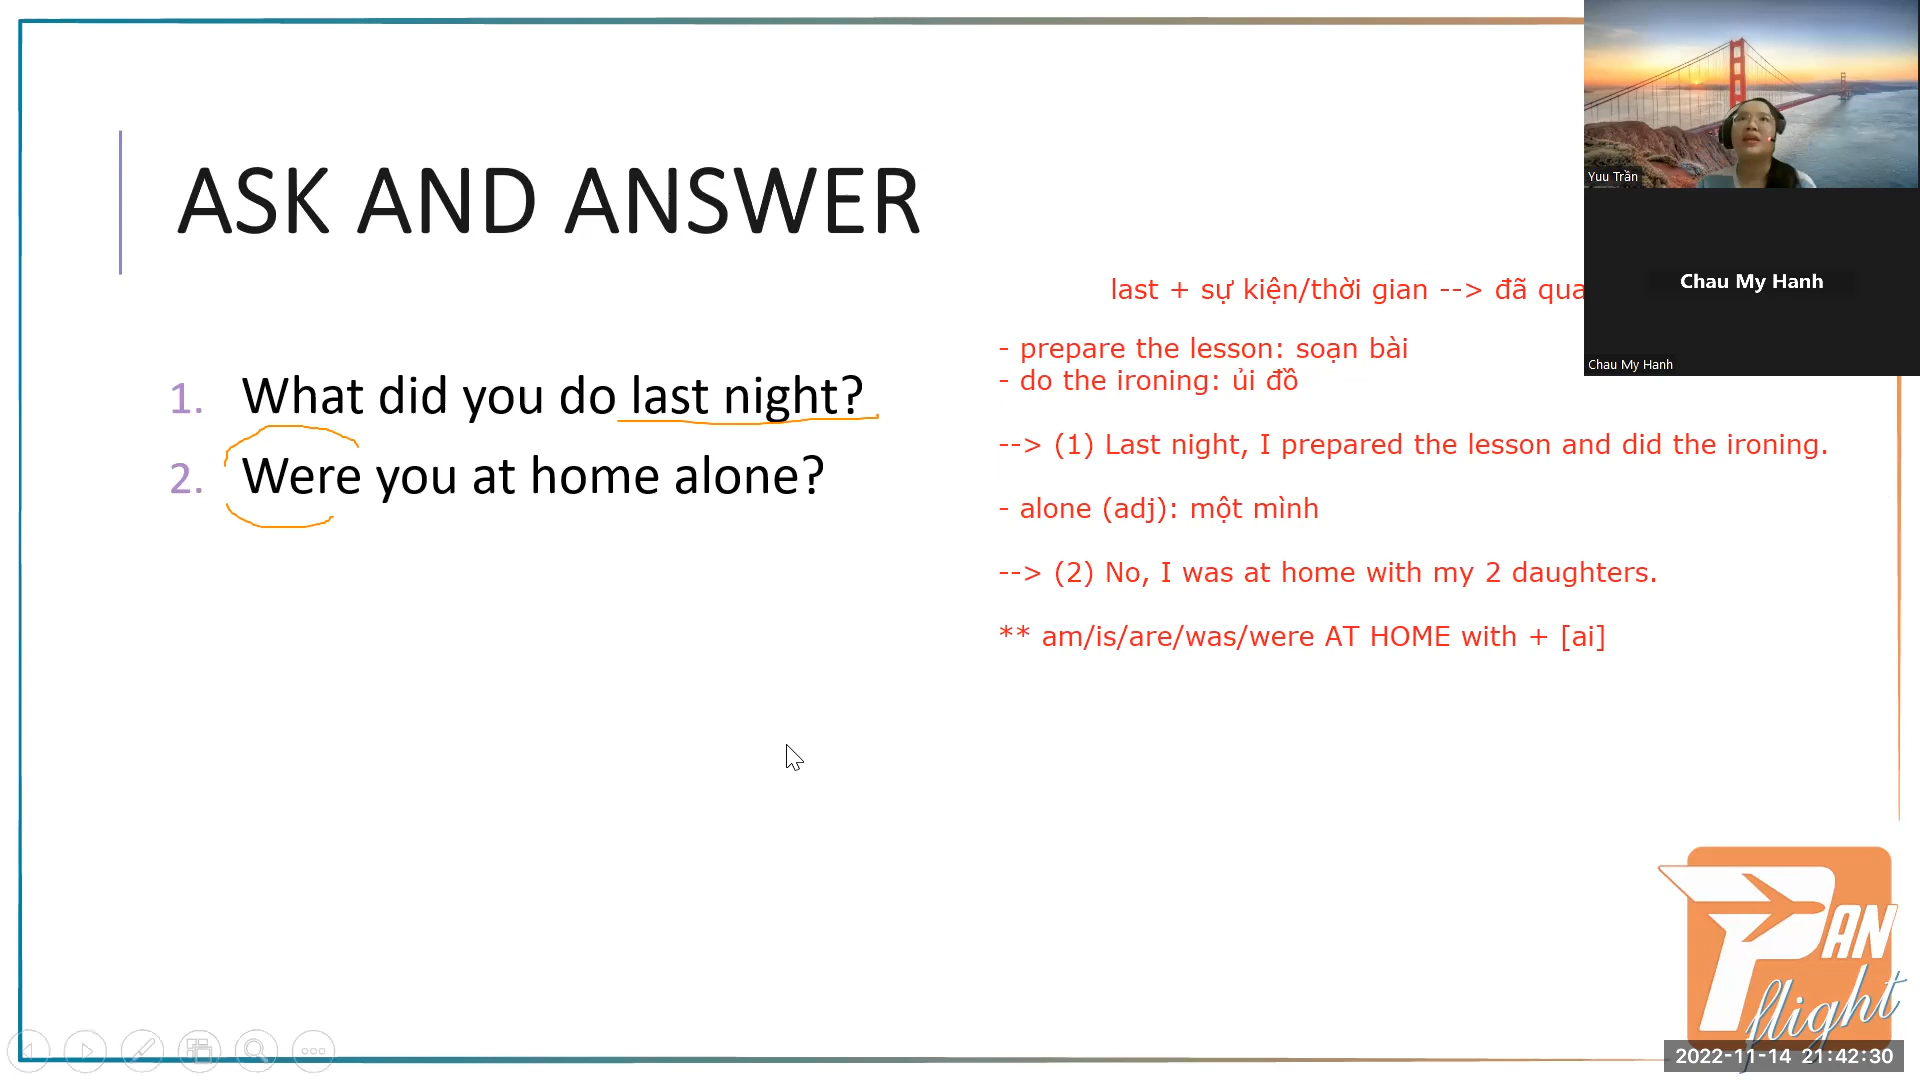 ASK AND ANSWER
1. What did you do last night?
2. Were you at home alone?
last + sự kiện/thời gian --> đã qua
- prepare the lesson: soạn bài
- do the ironing: ủi đồ
--> (1) Last night, I prepared the lesson and did the ironing.
- alone (adj): một mình
--> (2) No, I was at home with my 2 daughters.
** am/is/are/was/were AT HOME with + [ai]
Yuu Trần
Chau My Hanh
Chau My Hanh
PAN
flight
2022-11-14 21:42:30